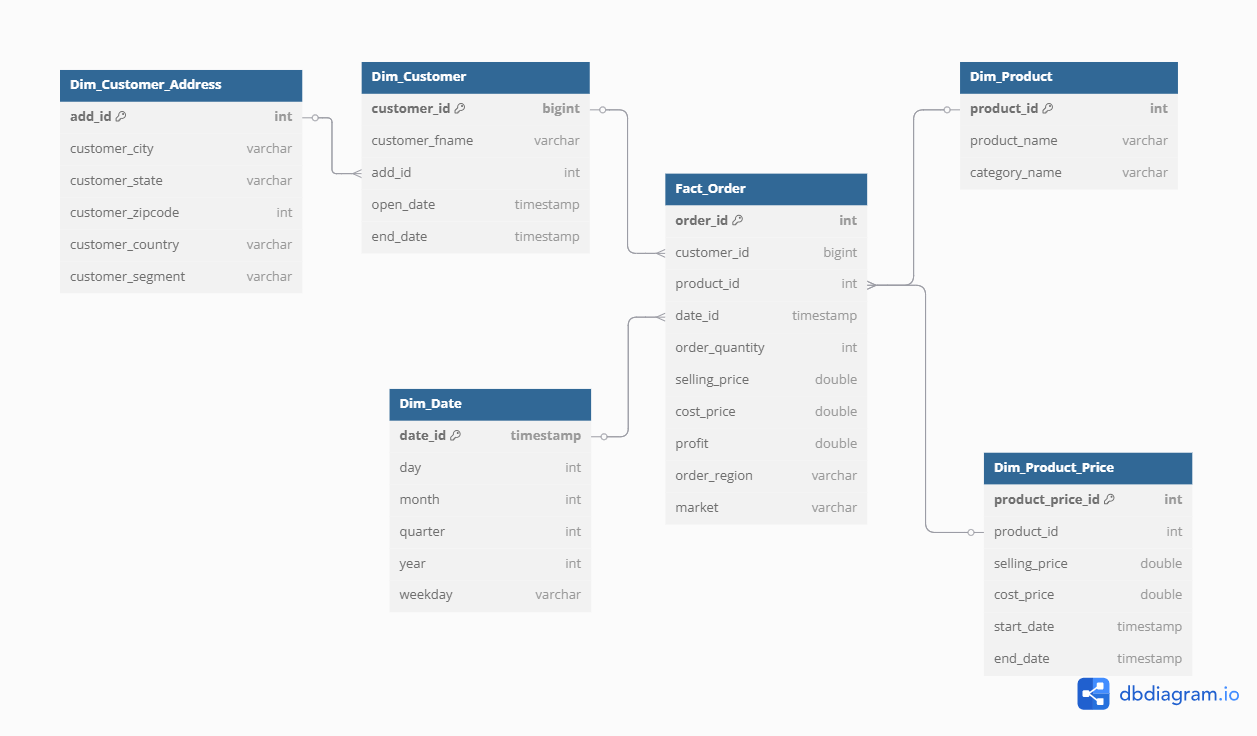 Dim_Customer_Address
add_id int
customer_city varchar
customer_state varchar
customer_zipcode int
customer_country varchar
customer_segment varchar
Dim_Customer
customer_id bigint
customer_fname varchar
add_id int
open_date timestamp
end_date timestamp
Fact_Order
order_id int
customer_id bigint
product_id int
date_id timestamp
order_quantity int
selling_price double
cost_price double
profit double
order_region varchar
market varchar
Dim_Product
product_id int
product_name varchar
category_name varchar
Dim_Date
date_id timestamp
day int
month int
quarter int
year int
weekday varchar
Dim_Product_Price
product_price_id int
product_id int
selling_price double
cost_price double
start_date timestamp
end_date timestamp
dbdiagram.io